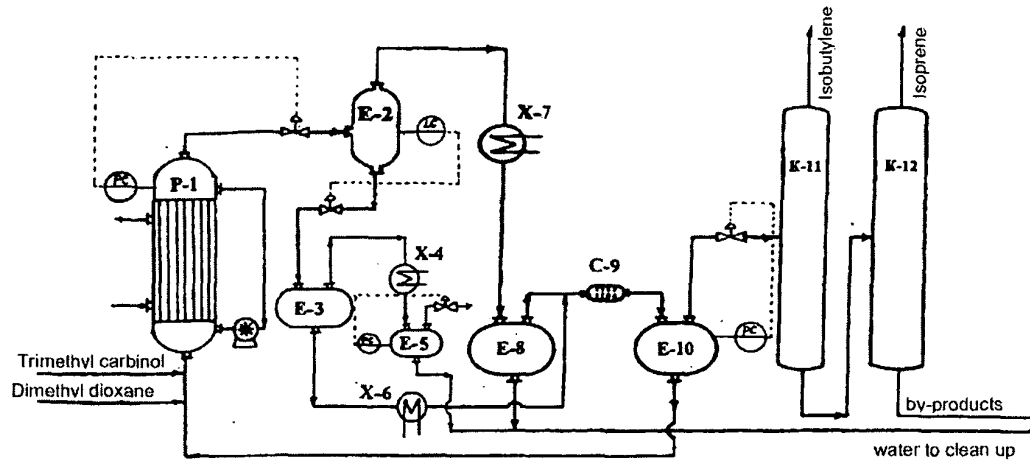 Isobutylene
Isoprene
E-2
LC
X-7
PC
P-1
K-11
K-12
X-4
C-9
E-3
E-5
E-8
E-10
PC
Trimethyl carbinol
Dimethyl dioxane
X-6
by-products
water to clean up